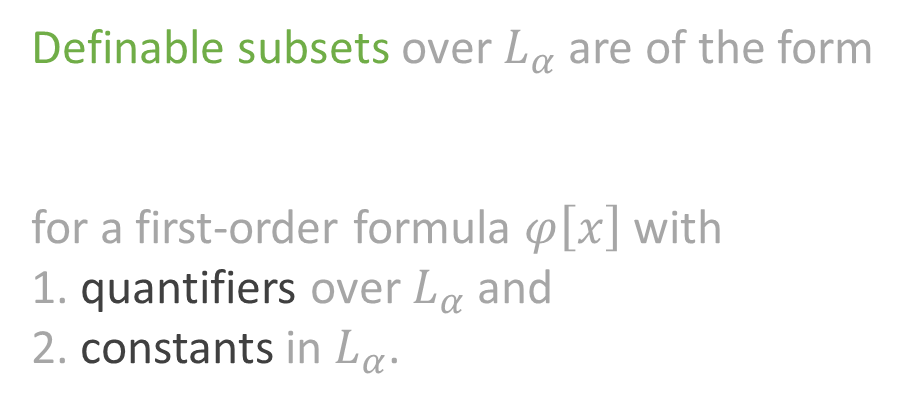 Definable subsets over Lα are of the form
for a first-order formula φ[x] with
1. quantifiers over Lα and
2. constants in Lα.